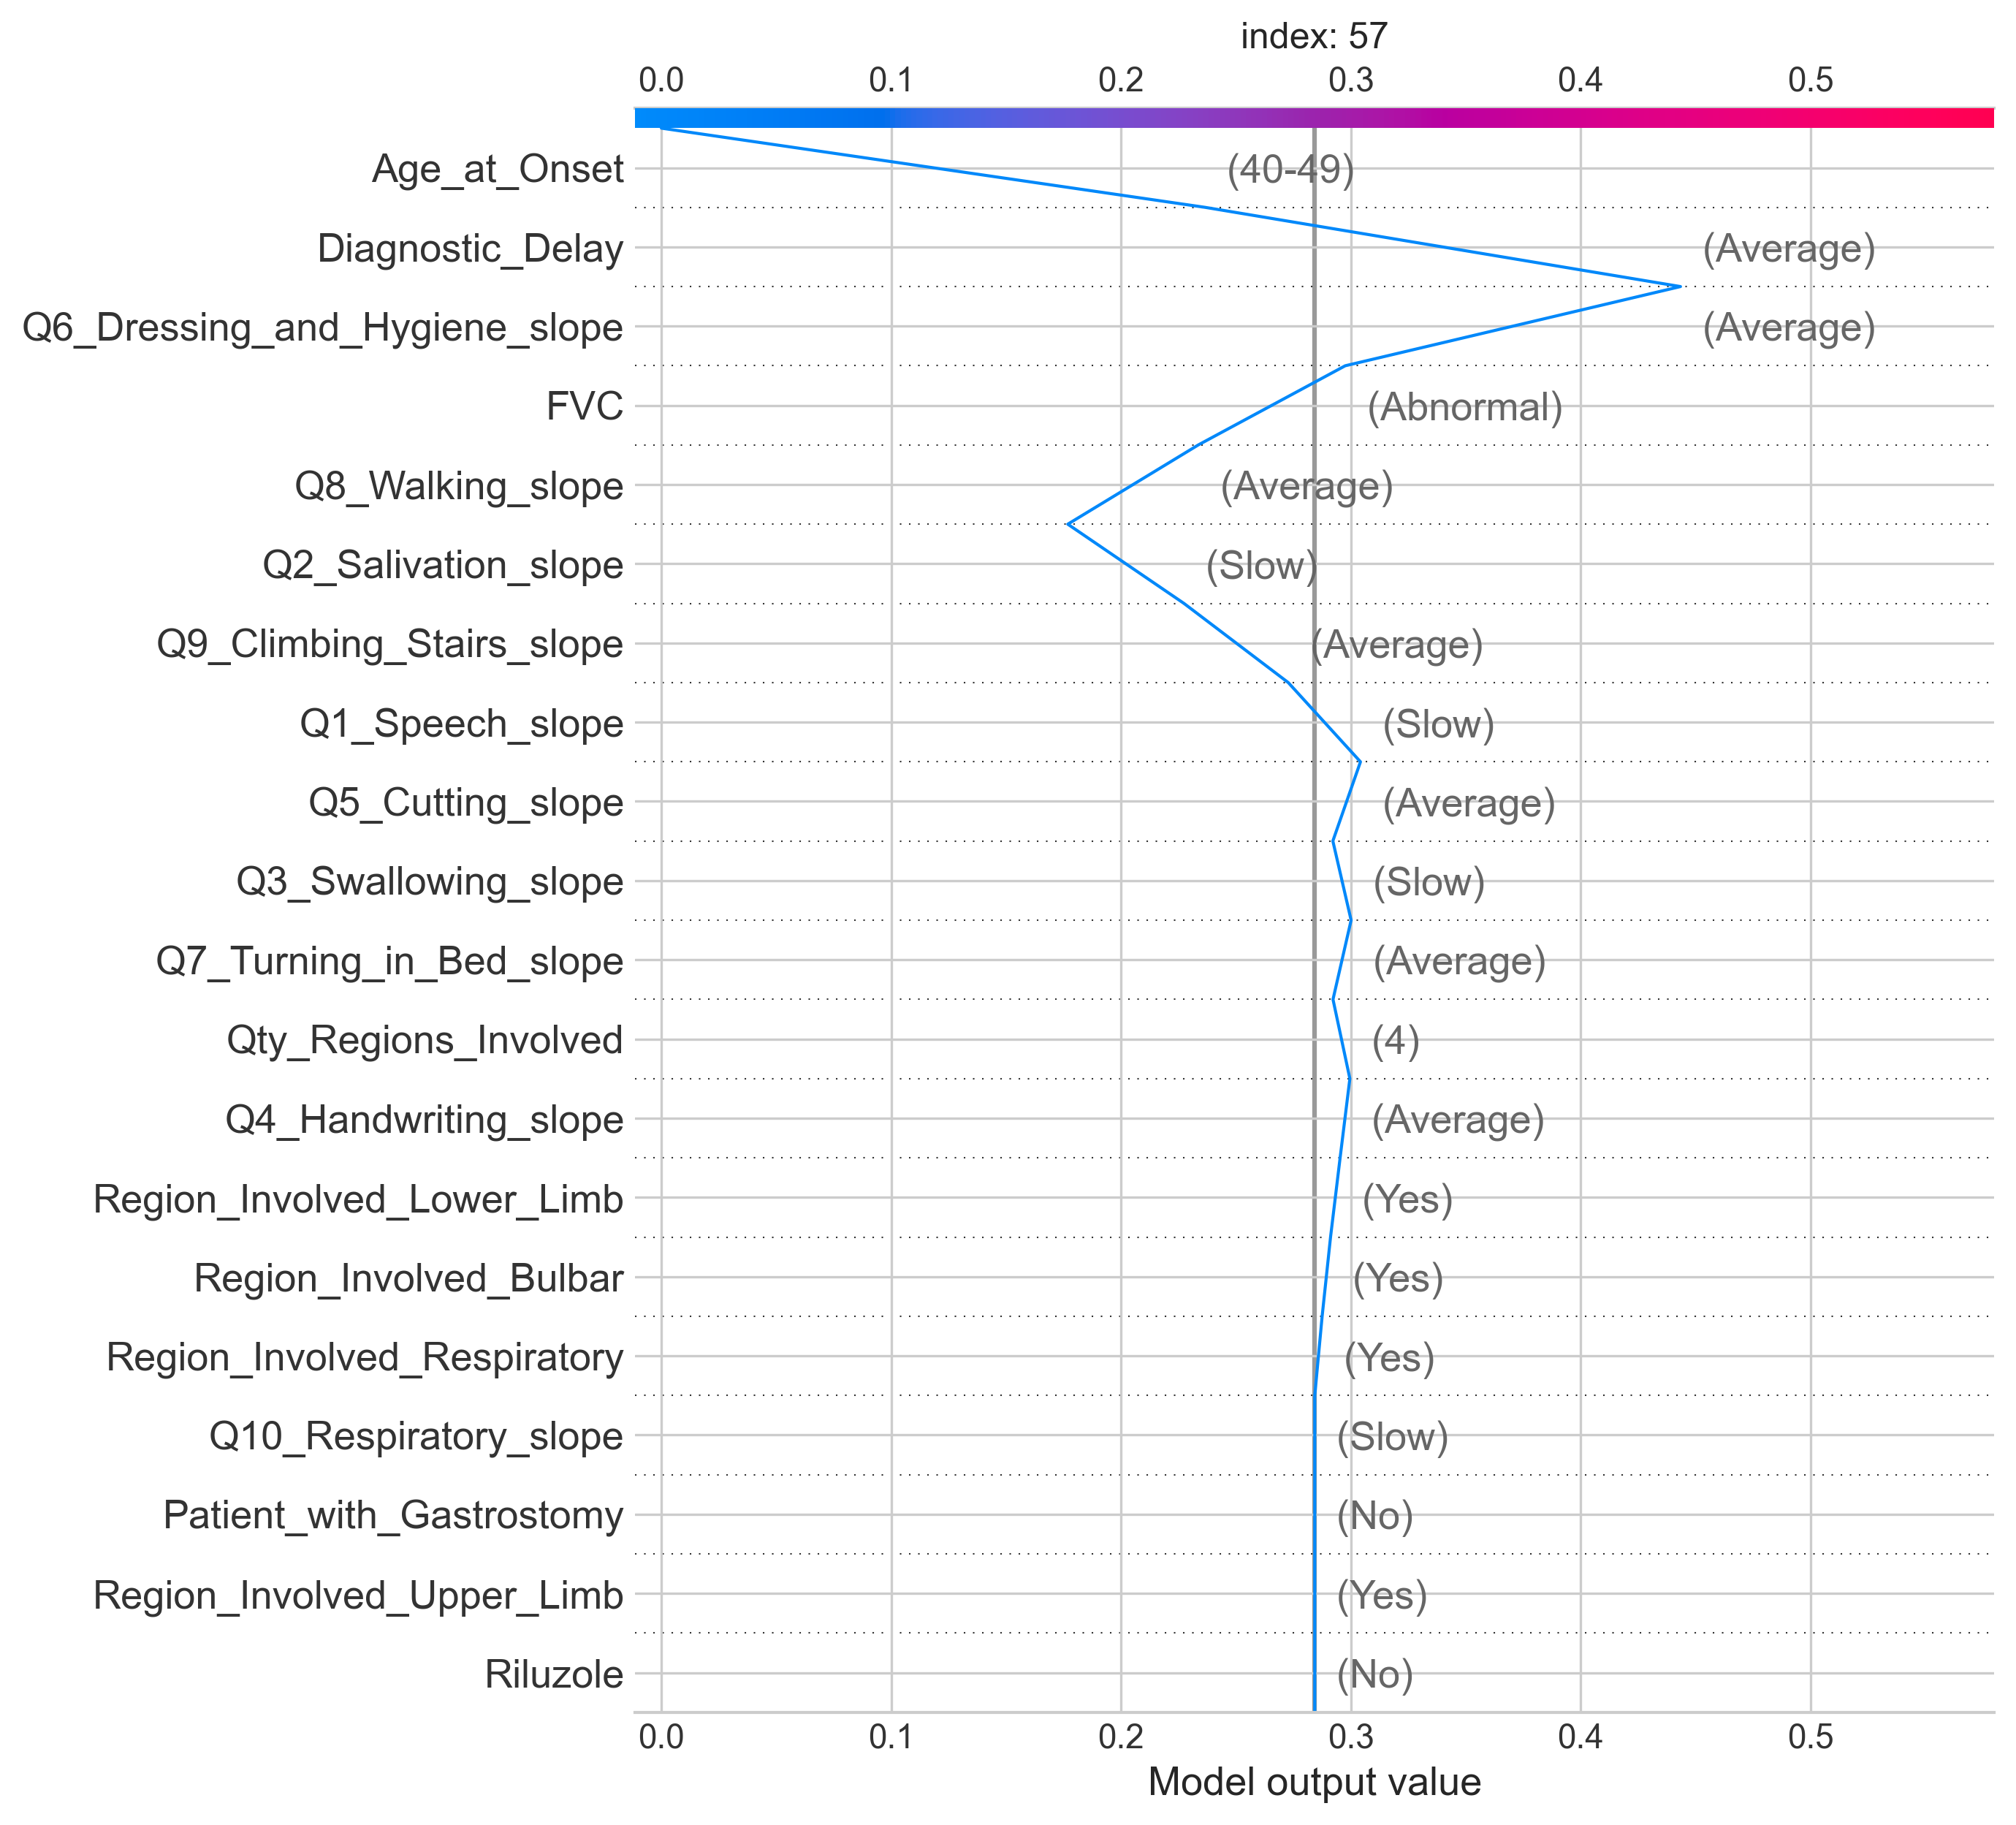 index: 57
0.0 0.1 0.2 0.3 0.4 0.5
Age_at_Onset (40-49)
Diagnostic_Delay (Average)
Q6_Dressing_and_Hygiene_slope (Average)
FVC (Abnormal)
Q8_Walking_slope (Average)
Q2_Salivation_slope (Slow)
Q9_Climbing_Stairs_slope (Average)
Q1_Speech_slope (Slow)
Q5_Cutting_slope (Average)
Q3_Swallowing_slope (Slow)
Q7_Turning_in_Bed_slope (Average)
Qty_Regions_Involved (4)
Q4_Handwriting_slope (Average)
Region_Involved_Lower_Limb (Yes)
Region_Involved_Bulbar (Yes)
Region_Involved_Respiratory (Yes)
Q10_Respiratory_slope (Slow)
Patient_with_Gastrostomy (No)
Region_Involved_Upper_Limb (Yes)
Riluzole (No)
0.0 0.1 0.2 0.3 0.4 0.5
Model output value